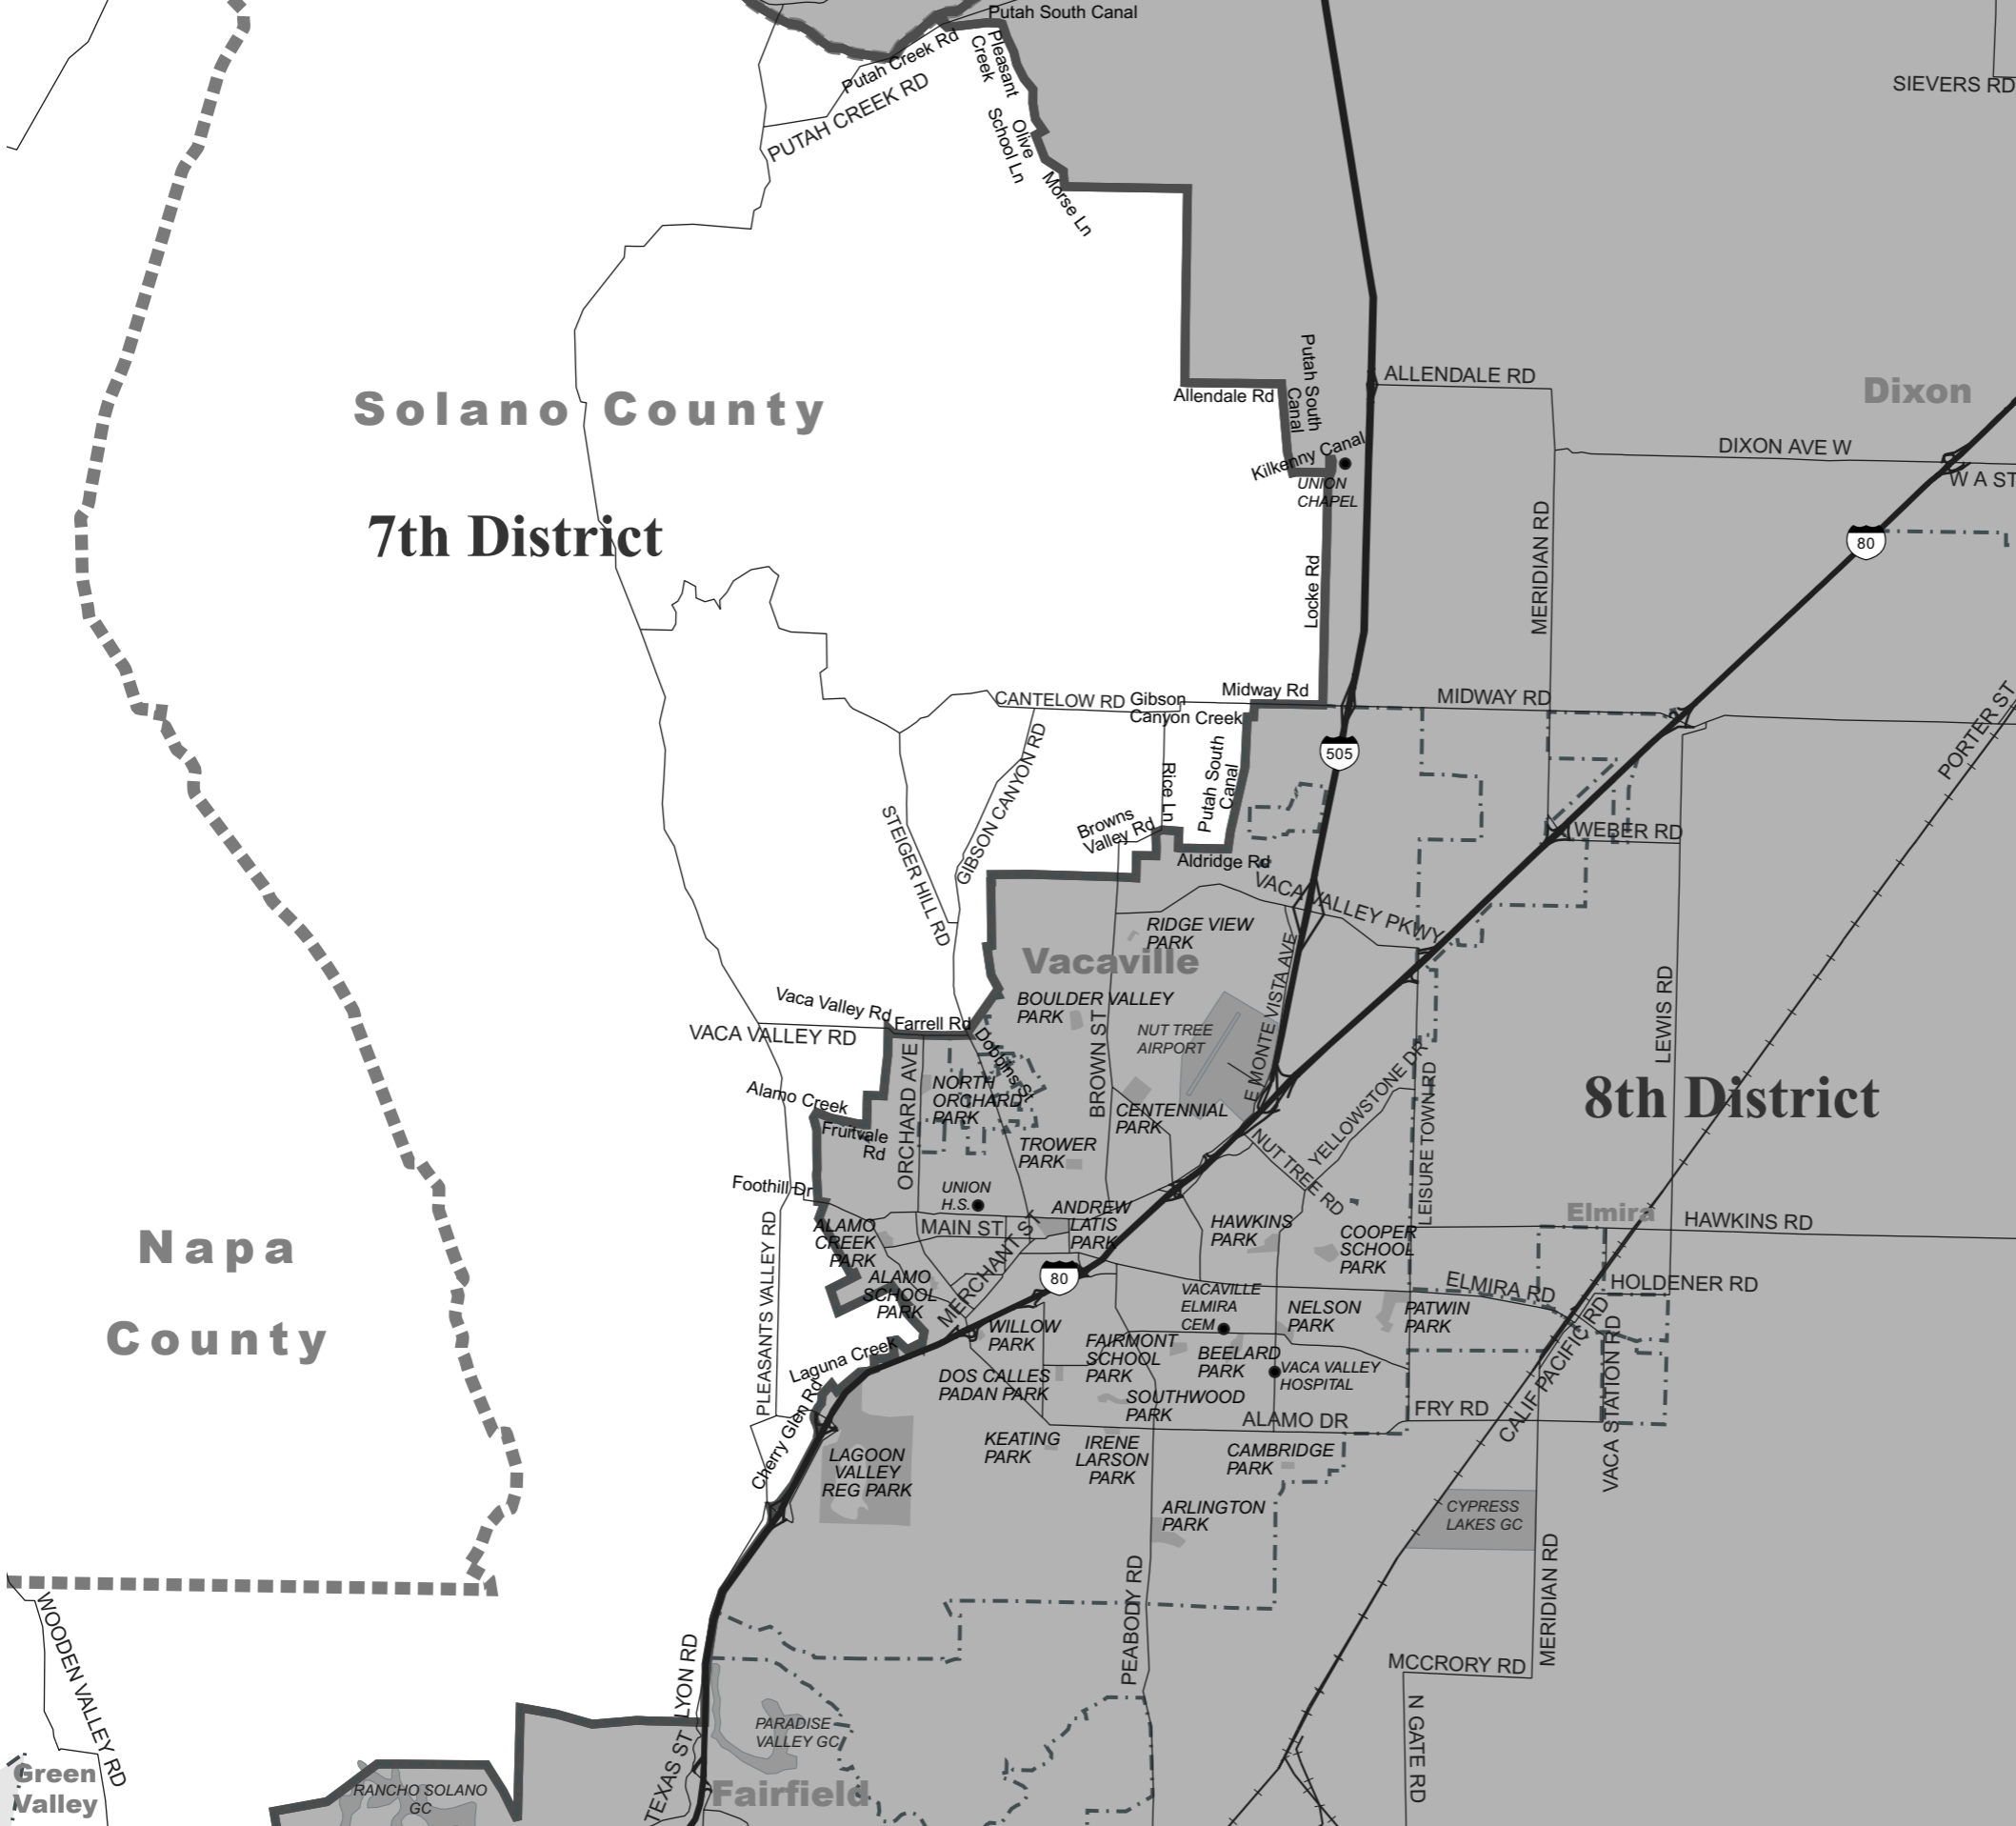 Putah South Canal
Putah Creek Rd
PUTAH CREEK RD
Pleasant
Creek
Olive
School Ln
Morse Ln
SIEVERS RD
Solano County
7th District
Allendale Rd
Putah South
Canal
ALLENDALE RD
Dixon
Kilkenny Canal
UNION
CHAPEL
DIXON AVE W
W A ST
80
MERIDIAN RD
Locke Rd
CANTELOW RD
Gibson
Canyon Creek
Midway Rd
MIDWAY RD
505
PORTER ST
STEIGER HILL RD
GIBSON CANYON RD
Rice Ln
Putah South
Canal
Browns
Valley Rd
Aldridge Rd
WEBER RD
VACA VALLEY PKWY
RIDGE VIEW
PARK
Vacaville
BOULDER VALLEY
PARK
NUT TREE
AIRPORT
E MONTE VISTA AVE
LEWIS RD
Vaca Valley Rd
VACA VALLEY RD
Farrell Rd
Dobbins St
ORCHARD AVE
BROWN ST
Alamo Creek
NORTH
ORCHARD
PARK
CENTENNIAL
PARK
YELLOWSTONE DR
LEISURE TOWN RD
8th District
Fruitvale
Rd
TROWER
PARK
NUT TREE RD
Foothill Dr
UNION
H.S.
ANDREW
LATIS
PARK
Elmira
HAWKINS RD
Napa
County
PLEASANTS VALLEY RD
ALAMO
CREEK
PARK
MAIN ST
MERCHANT ST
HAWKINS
PARK
COOPER
SCHOOL
PARK
ALAMO
SCHOOL
PARK
80
VACAVILLE
ELMIRA
CEM
NELSON
PARK
ELMIRA RD
PATWIN
PARK
HOLDENER RD
CALIF PACIFIC RD
VACA STATION RD
WILLOW
PARK
FAIRMONT
SCHOOL
PARK
BEELARD
PARK
VACA VALLEY
HOSPITAL
Laguna Creek
Cherry Glen Rd
DOS CALLES
PADAN PARK
SOUTHWOOD
PARK
ALAMO DR
FRY RD
LAGOON
VALLEY
REG PARK
KEATING
PARK
IRENE
LARSON
PARK
CAMBRIDGE
PARK
ARLINGTON
PARK
CYPRESS
LAKES GC
PEABODY RD
MERIDIAN RD
WOODEN VALLEY RD
LYON RD
MCCRORY RD
N GATE RD
PARADISE
VALLEY GC
TEXAS ST
Fairfield
Green
Valley
RANCHO SOLANO
GC